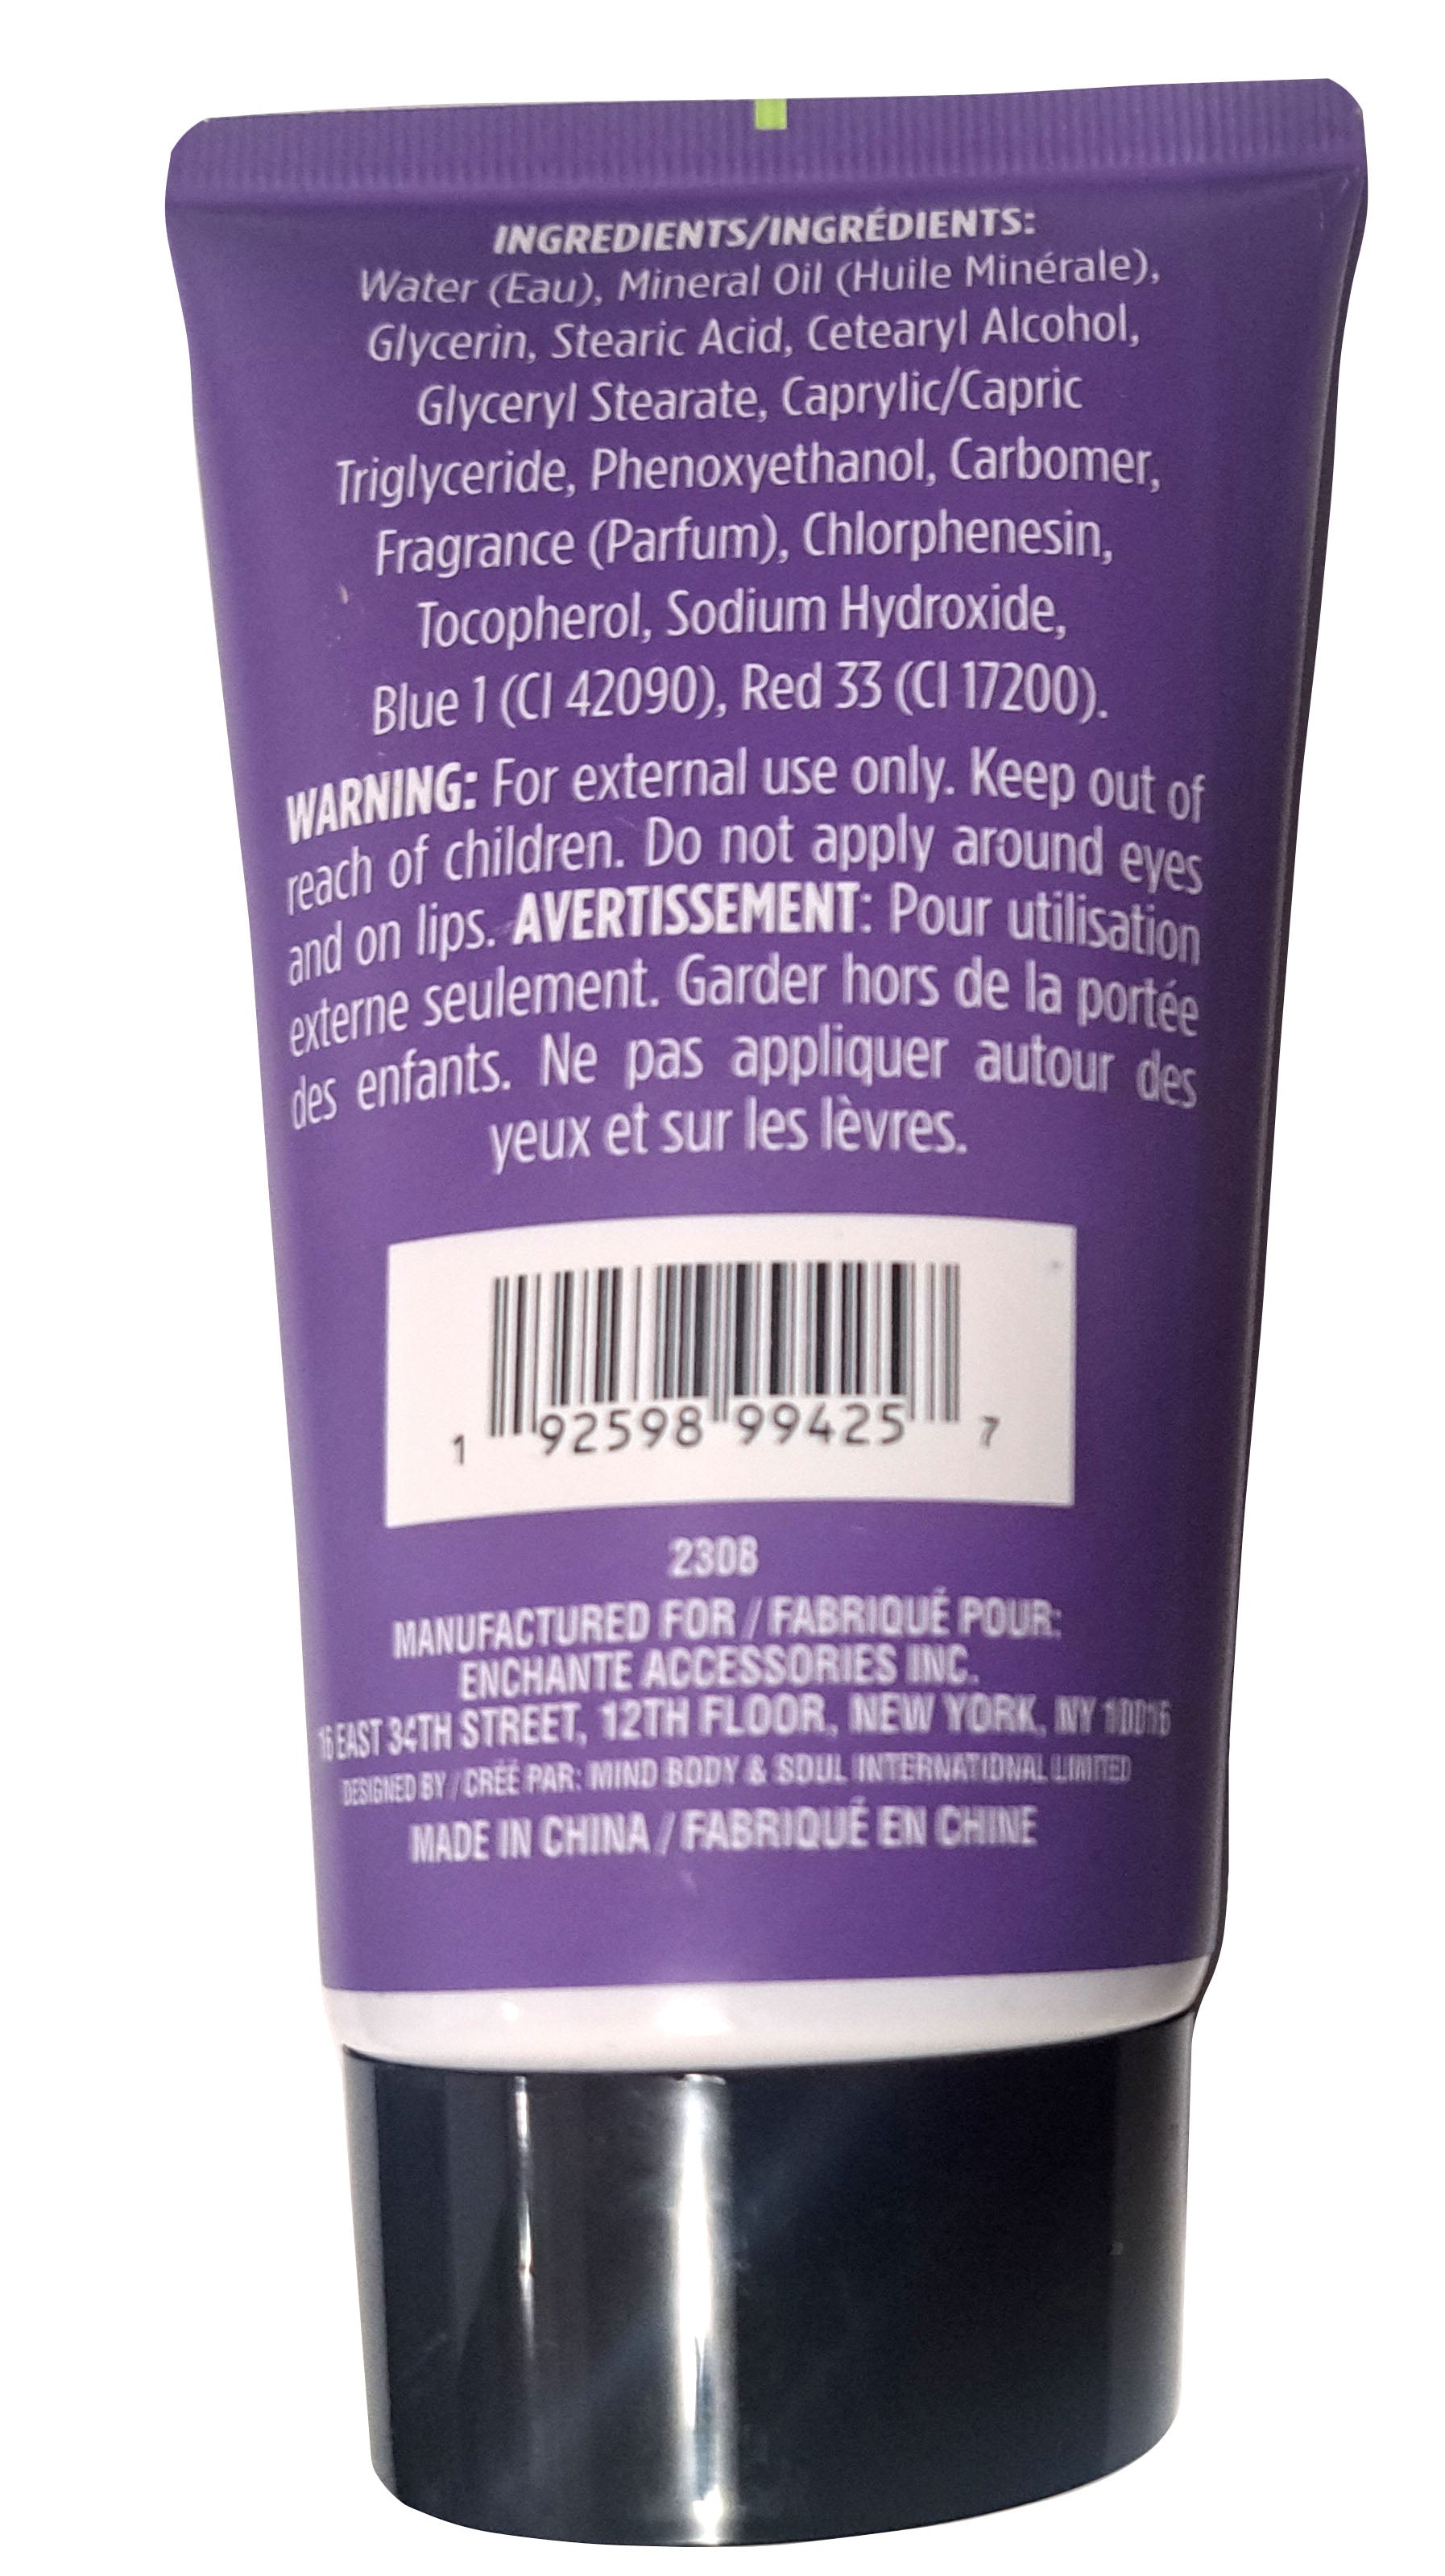 INGREDIENTS/INGRÉDIENTS:
Water (Eau), Mineral Oil (Huile Minérale),
Glycerin, Stearic Acid, Cetearyl Alcohol,
Glyceryl Stearate, Caprylic/Capric
Triglyceride, Phenoxyethanol, Carbomer,
Fragrance (Parfum), Chlorphenesin,
Tocopherol, Sodium Hydroxide,
Blue 1 (CI 42090), Red 33 (CI 17200).
WARNING: For external use only. Keep out of
reach of children. Do not apply around eyes
and on lips. AVERTISSEMENT: Pour utilisation
externe seulement. Garder hors de la portée
des enfants. Ne pas appliquer autour des
yeux et sur les lèvres.
1 92598 99425 7
2308
MANUFACTURED FOR / FABRIQUÉ POUR:
ENCHANTE ACCESSORIES INC.
16 EAST 34TH STREET, 12TH FLOOR, NEW YORK, NY 10016
DESIGNED BY / CRÉÉ PAR: MIND BODY & SOUL INTERNATIONAL LIMITED
MADE IN CHINA / FABRIQUÉ EN CHINE